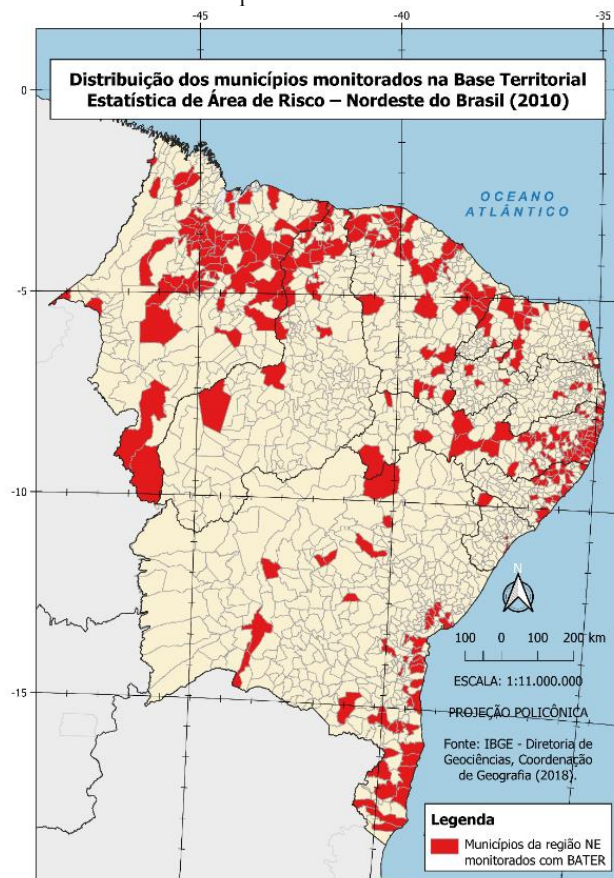 -45
-40
-35
Distribuição dos municípios monitorados na Base Territorial
Estatística de Área de Risco – Nordeste do Brasil (2010)
0
OCEANO
ATLÂNTICO
-5
-10
N
100 0 100 200 km
ESCALA: 1:11.000.000
-15
PROJEÇÃO POLICÔNICA
Fonte: IBGE - Diretoria de
Geociências, Coordenação
de Geografia (2018).
Legenda
Municípios da região NE
monitorados com BATER
-45
-40